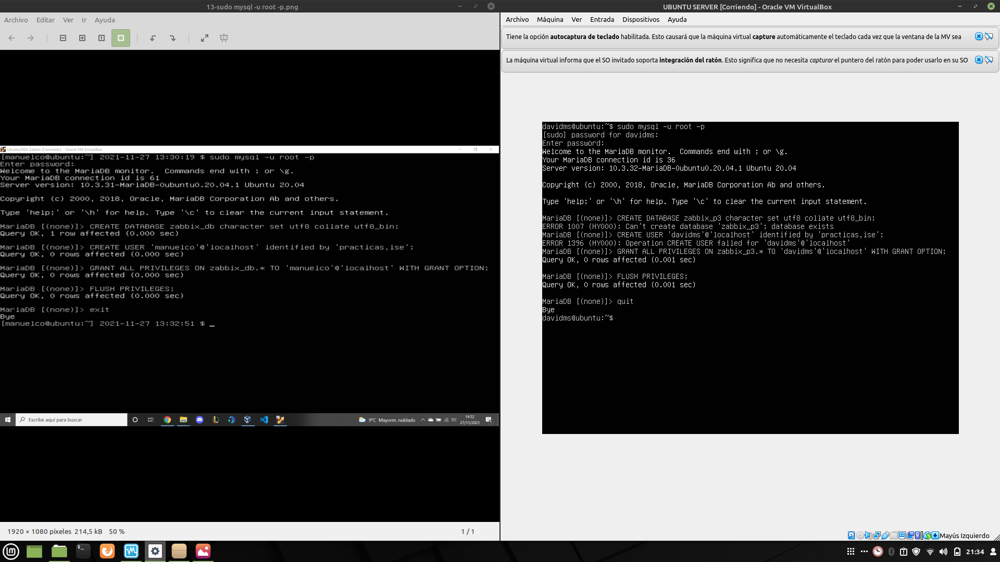 13-sudo mysql -u root -p.png
Archivo Editar Ver Ir Ayuda
Ubuntu2004 Zabbix [Corriendo] - Oracle VM VirtualBox
[manuelco@ubuntu:~] 2021-11-27 13:30:19 $ sudo mysql -u root -p
Enter password:
Welcome to the MariaDB monitor.  Commands end with ; or \g.
Your MariaDB connection id is 61
Server version: 10.3.31-MariaDB-0ubuntu0.20.04.1 Ubuntu 20.04
Copyright (c) 2000, 2018, Oracle, MariaDB Corporation Ab and others.
Type 'help;' or '\h' for help. Type '\c' to clear the current input statement.
MariaDB [(none)]> CREATE DATABASE zabbix_db character set utf8 collate utf8_bin;
Query OK, 1 row affected (0.000 sec)
MariaDB [(none)]> CREATE USER 'manuelco'@'localhost' identified by 'practicas,ise';
Query OK, 0 rows affected (0.000 sec)
MariaDB [(none)]> GRANT ALL PRIVILEGES ON zabbix_db.* TO 'manuelco'@'localhost' WITH GRANT OPTION;
Query OK, 0 rows affected (0.000 sec)
MariaDB [(none)]> FLUSH PRIVILEGES;
Query OK, 0 rows affected (0.000 sec)
MariaDB [(none)]> exit
Bye
[manuelco@ubuntu:~] 2021-11-27 13:32:51 $ _
Escribe aquí para buscar
9°C Mayorm. nublado
14:32
27/11/2021
1
1920 × 1080 píxeles 214,5 kB 50 %
1 / 1
UBUNTU SERVER [Corriendo] - Oracle VM VirtualBox
Archivo Máquina Ver Entrada Dispositivos Ayuda
Tiene la opción autocaptura de teclado habilitada. Esto causará que la máquina virtual capture automáticamente el teclado cada vez que la ventana de la MV sea
La máquina virtual informa que el SO invitado soporta integración del ratón. Esto significa que no necesita capturar el puntero del ratón para poder usarlo en su SO
davidms@ubuntu:~$ sudo mysql -u root -p
[sudo] password for davidms:
Enter password:
Welcome to the MariaDB monitor.  Commands end with ; or \g.
Your MariaDB connection id is 36
Server version: 10.3.32-MariaDB-0ubuntu0.20.04.1 Ubuntu 20.04
Copyright (c) 2000, 2018, Oracle, MariaDB Corporation Ab and others.
Type 'help;' or '\h' for help. Type '\c' to clear the current input statement.
MariaDB [(none)]> CREATE DATABASE zabbix_p3 character set utf8 collate utf8_bin;
ERROR 1007 (HY000): Can't create database 'zabbix_p3'; database exists
MariaDB [(none)]> CREATE USER 'davidms'@'localhost' identified by 'practicas,ise';
ERROR 1396 (HY000): Operation CREATE USER failed for 'davidms'@'localhost'
MariaDB [(none)]> GRANT ALL PRIVILEGES ON zabbix_p3.* TO 'davidms'@'localhost' WITH GRANT OPTION;
Query OK, 0 rows affected (0.001 sec)
MariaDB [(none)]> FLUSH PRIVILEGES;
Query OK, 0 rows affected (0.001 sec)
MariaDB [(none)]> quit
Bye
davidms@ubuntu:~$
Mayús Izquierdo
21:34